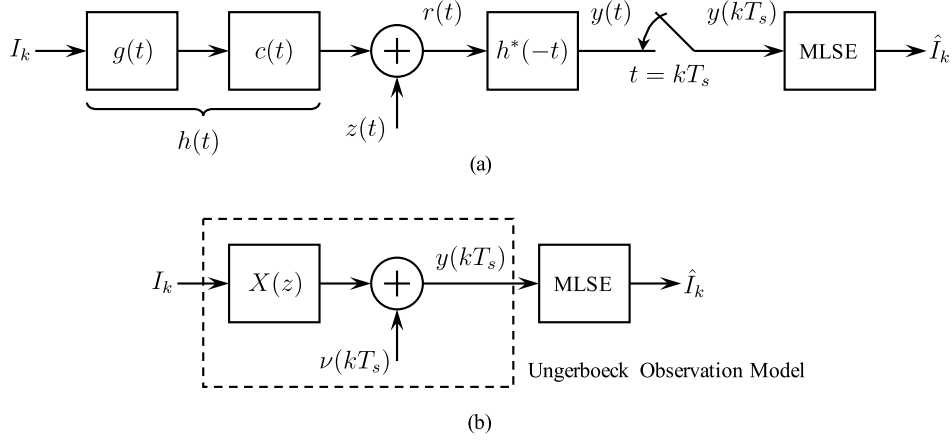 I_k g(t) c(t) r(t) h*(−t) y(t) y(kT_s) MLSE Î_k
t = kT_s
z(t)
h(t)
(a)
I_k X(z) y(kT_s) MLSE Î_k
ν(kT_s)
Ungerboeck Observation Model
(b)